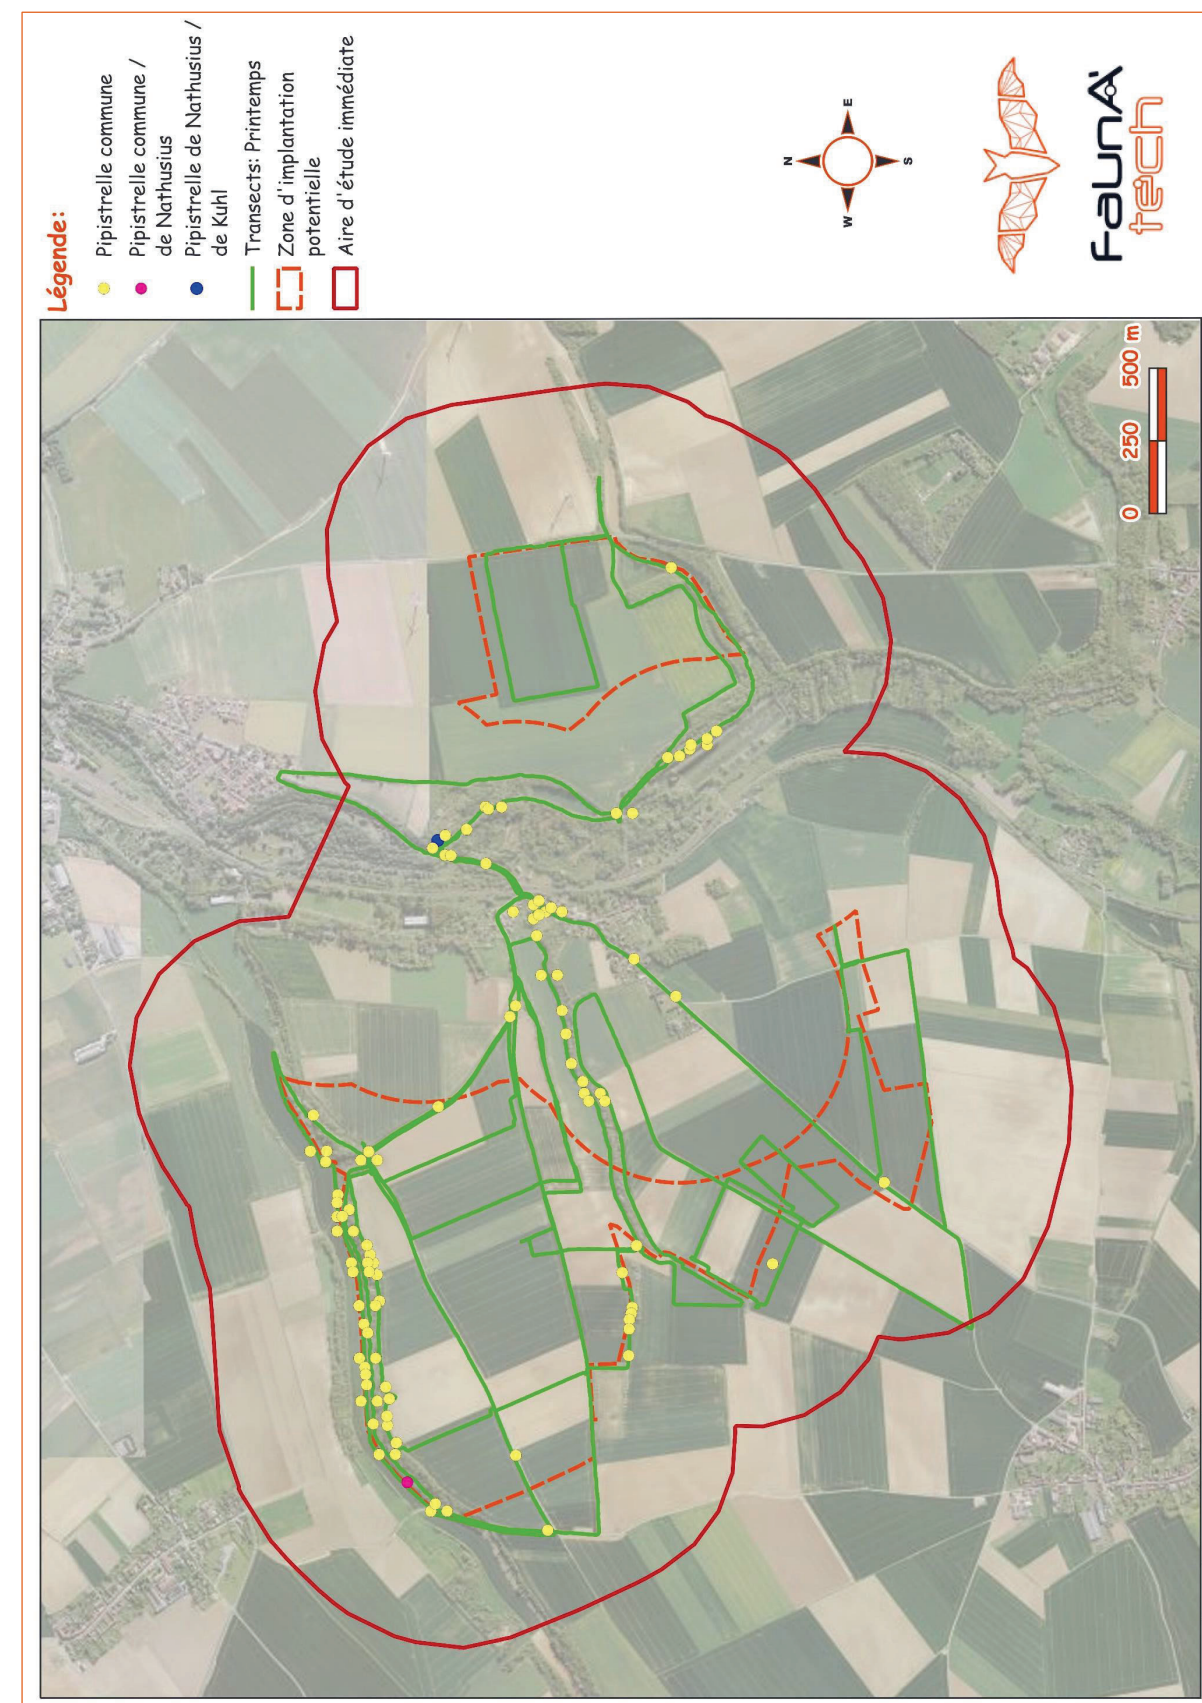 Légende:
Pipistrelle commune
Pipistrelle commune /
de Nathusius
Pipistrelle de Nathusius /
de Kuhl
Transects: Printemps
Zone d'implantation
potentielle
Aire d'étude immédiate
N
W
E
S
Faunà
tech
0 250 500 m